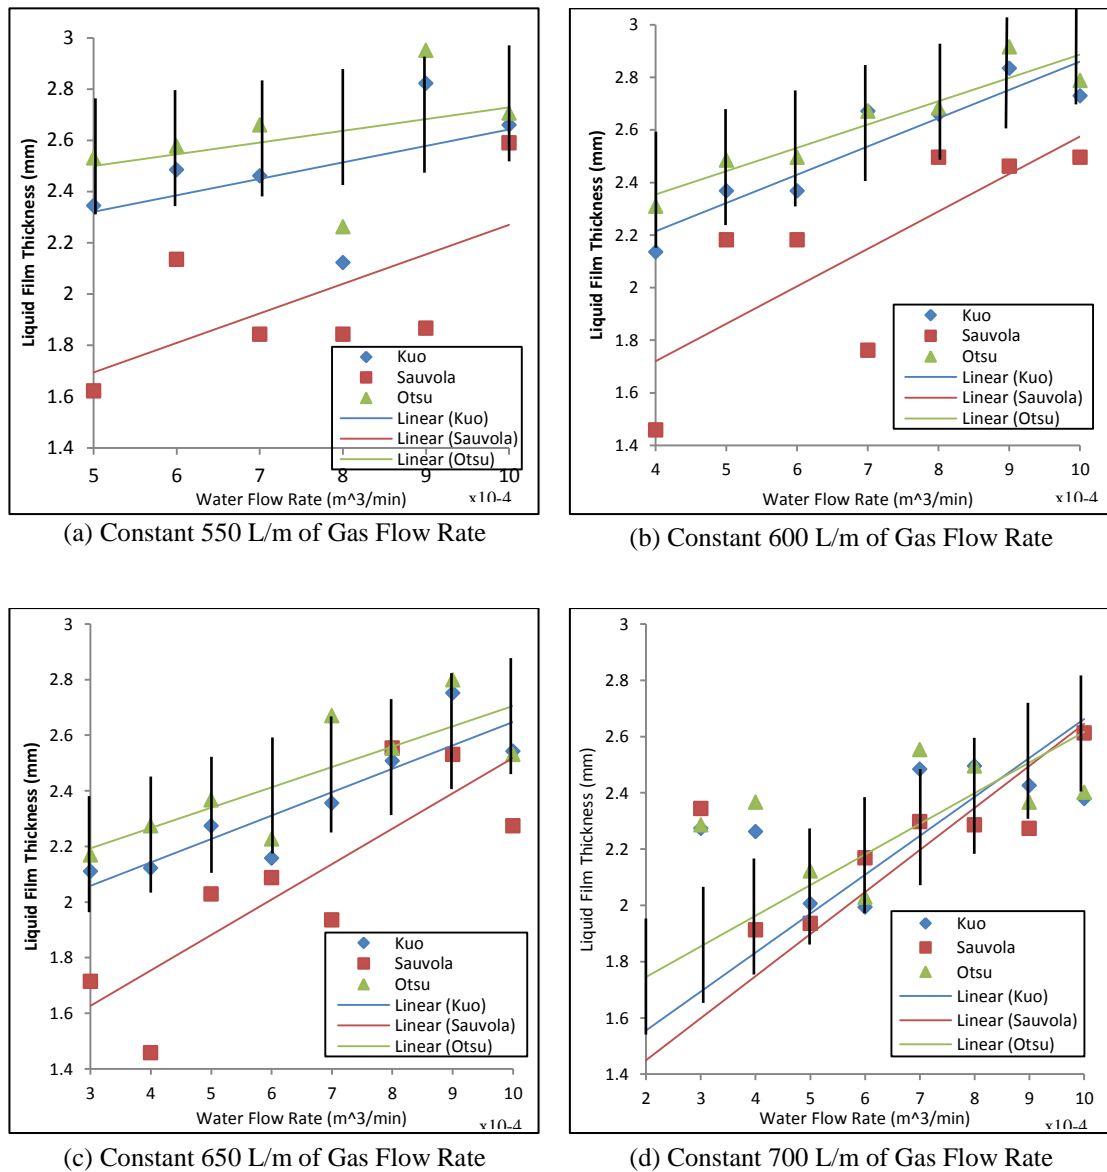 3
2.8
2.6
2.4
2.2
2
1.8
1.6
1.4
Liquid Film Thickness (mm)
Kuo
Sauvola
Otsu
Linear (Kuo)
Linear (Sauvola)
Linear (Otsu)
5 6 7 8 9 10
Water Flow Rate (m^3/min) x10-4
(a) Constant 550 L/m of Gas Flow Rate
3
2.8
2.6
2.4
2.2
2
1.8
1.6
1.4
Liquid Film Thickness (mm)
Kuo
Sauvola
Otsu
Linear (Kuo)
Linear (Sauvola)
Linear (Otsu)
4 5 6 7 8 9 10
Water Flow Rate (m^3/min) x10-4
(b) Constant 600 L/m of Gas Flow Rate
3
2.8
2.6
2.4
2.2
2
1.8
1.6
1.4
Liquid Film Thickness (mm)
Kuo
Sauvola
Otsu
Linear (Kuo)
Linear (Sauvola)
Linear (Otsu)
3 4 5 6 7 8 9 10
Water Flow Rate (m^3/min) x10-4
(c) Constant 650 L/m of Gas Flow Rate
3
2.8
2.6
2.4
2.2
2
1.8
1.6
1.4
Liquid Film Thickness (mm)
Kuo
Sauvola
Otsu
Linear (Kuo)
Linear (Sauvola)
Linear (Otsu)
2 3 4 5 6 7 8 9 10
Water Flow Rate (m^3/min) x10-4
(d) Constant 700 L/m of Gas Flow Rate